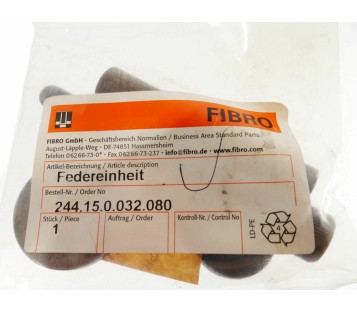 FIBRO
FIBRO GmbH - Geschäftsbereich Normalien / Business Area Standard Parts
August-Läpple-Weg - DE-74851 Hassmersheim
Telefon 06266-73-0* - Fax 06266-73-237 - info@fibro.de - www.fibro.com
Artikel-Bezeichnung / Article description
Federeinheit
Bestell-Nr. / Order No
244.15.0.032.080
Stück / Piece
1
Auftrag / Order
Kontroll-Nr. / Control No
LD-PE
4